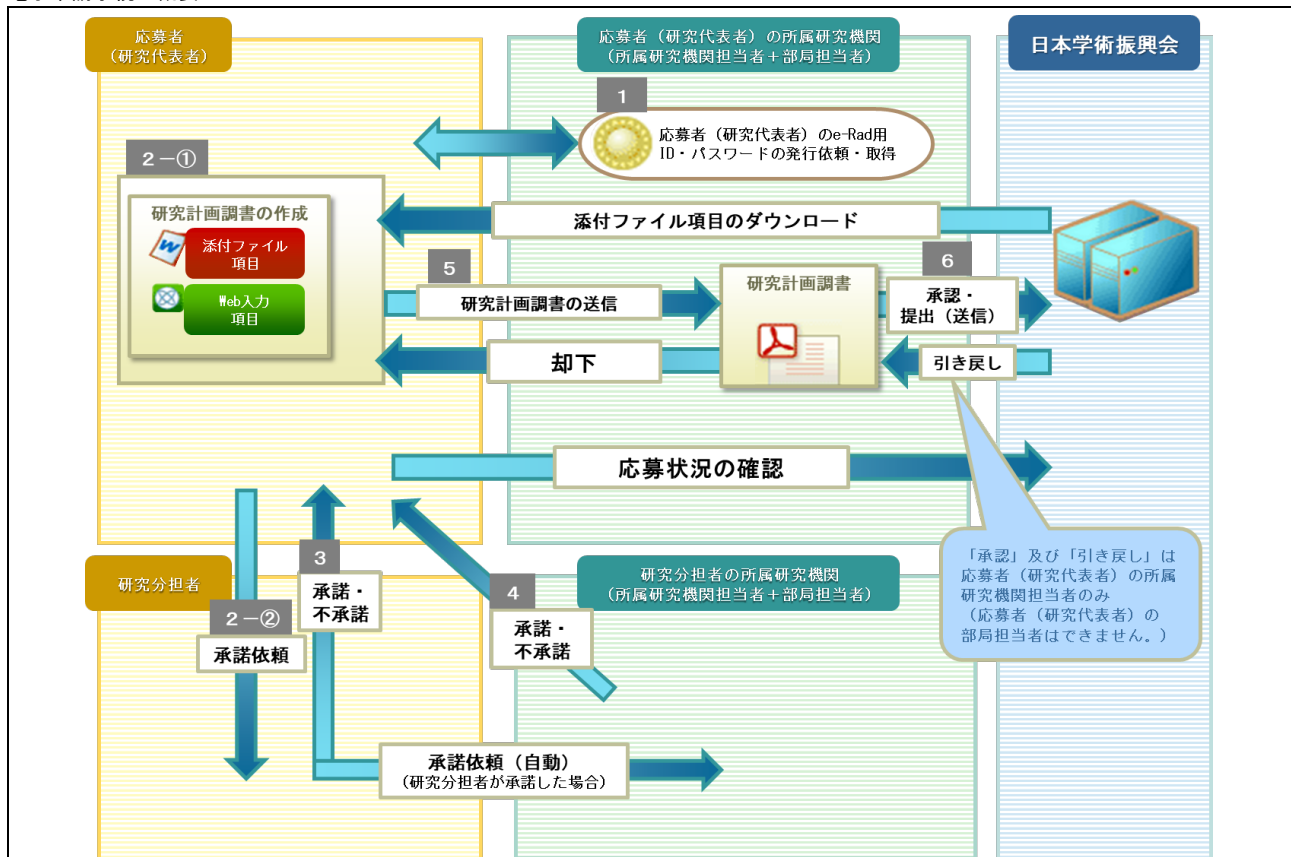 応募者
（研究代表者）
応募者（研究代表者）の所属研究機関
（所属研究機関担当者＋部局担当者）
日本学術振興会
1
応募者（研究代表者）のe-Rad用
ID・パスワードの発行依頼・取得
2－①
研究計画調書の作成
添付ファイル
項目
Web入力
項目
添付ファイル項目のダウンロード
5
研究計画調書の送信
研究計画調書
6
承認・
提出（送信）
却下
引き戻し
応募状況の確認
「承認」及び「引き戻し」は
応募者（研究代表者）の所属
研究機関担当者のみ
（応募者（研究代表者）の
部局担当者はできません。）
研究分担者
研究分担者の所属研究機関
（所属研究機関担当者＋部局担当者）
3
承諾・
不承諾
4
承諾・
不承諾
2－②
承諾依頼
承諾依頼（自動）
（研究分担者が承諾した場合）